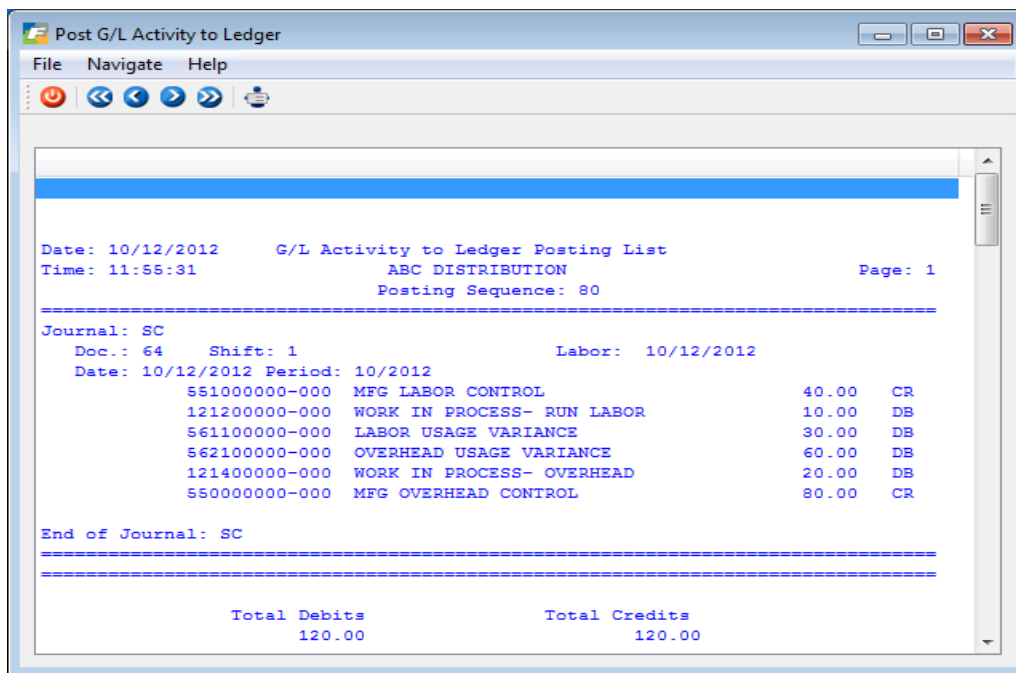 Post G/L Activity to Ledger
File Navigate Help
Date: 10/12/2012 G/L Activity to Ledger Posting List
Time: 11:55:31 ABC DISTRIBUTION Page: 1
Posting Sequence: 80
================================================================================
Journal: SC
Doc.: 64 Shift: 1 Labor: 10/12/2012
Date: 10/12/2012 Period: 10/2012
551000000-000 MFG LABOR CONTROL 40.00 CR
121200000-000 WORK IN PROCESS- RUN LABOR 10.00 DB
561100000-000 LABOR USAGE VARIANCE 30.00 DB
562100000-000 OVERHEAD USAGE VARIANCE 60.00 DB
121400000-000 WORK IN PROCESS- OVERHEAD 20.00 DB
550000000-000 MFG OVERHEAD CONTROL 80.00 CR
End of Journal: SC
================================================================================
================================================================================
Total Debits Total Credits
120.00 120.00